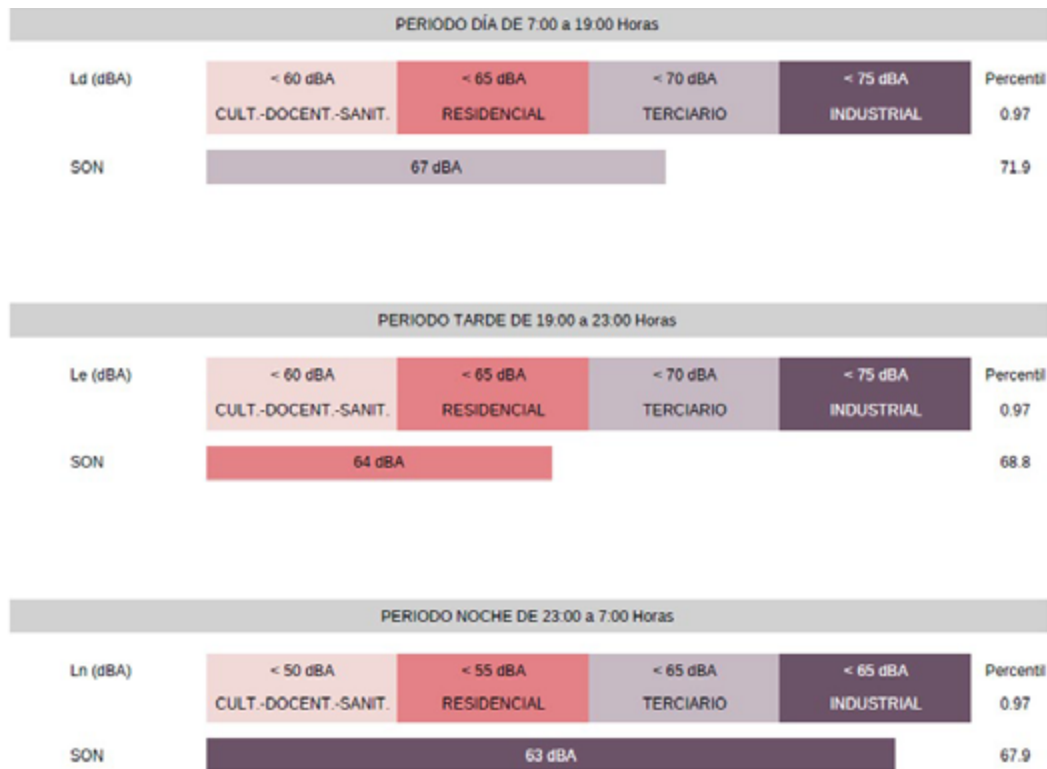 PERIODO DÍA DE 7:00 a 19:00 Horas
Ld (dBA) < 60 dBA < 65 dBA < 70 dBA < 75 dBA Percentil
CULT.-DOCENT.-SANIT. RESIDENCIAL TERCIARIO INDUSTRIAL 0.97
SON 67 dBA 71.9
PERIODO TARDE DE 19:00 a 23:00 Horas
Le (dBA) < 60 dBA < 65 dBA < 70 dBA < 75 dBA Percentil
CULT.-DOCENT.-SANIT. RESIDENCIAL TERCIARIO INDUSTRIAL 0.97
SON 64 dBA 68.8
PERIODO NOCHE DE 23:00 a 7:00 Horas
Ln (dBA) < 50 dBA < 55 dBA < 65 dBA < 65 dBA Percentil
CULT.-DOCENT.-SANIT. RESIDENCIAL TERCIARIO INDUSTRIAL 0.97
SON 63 dBA 67.9